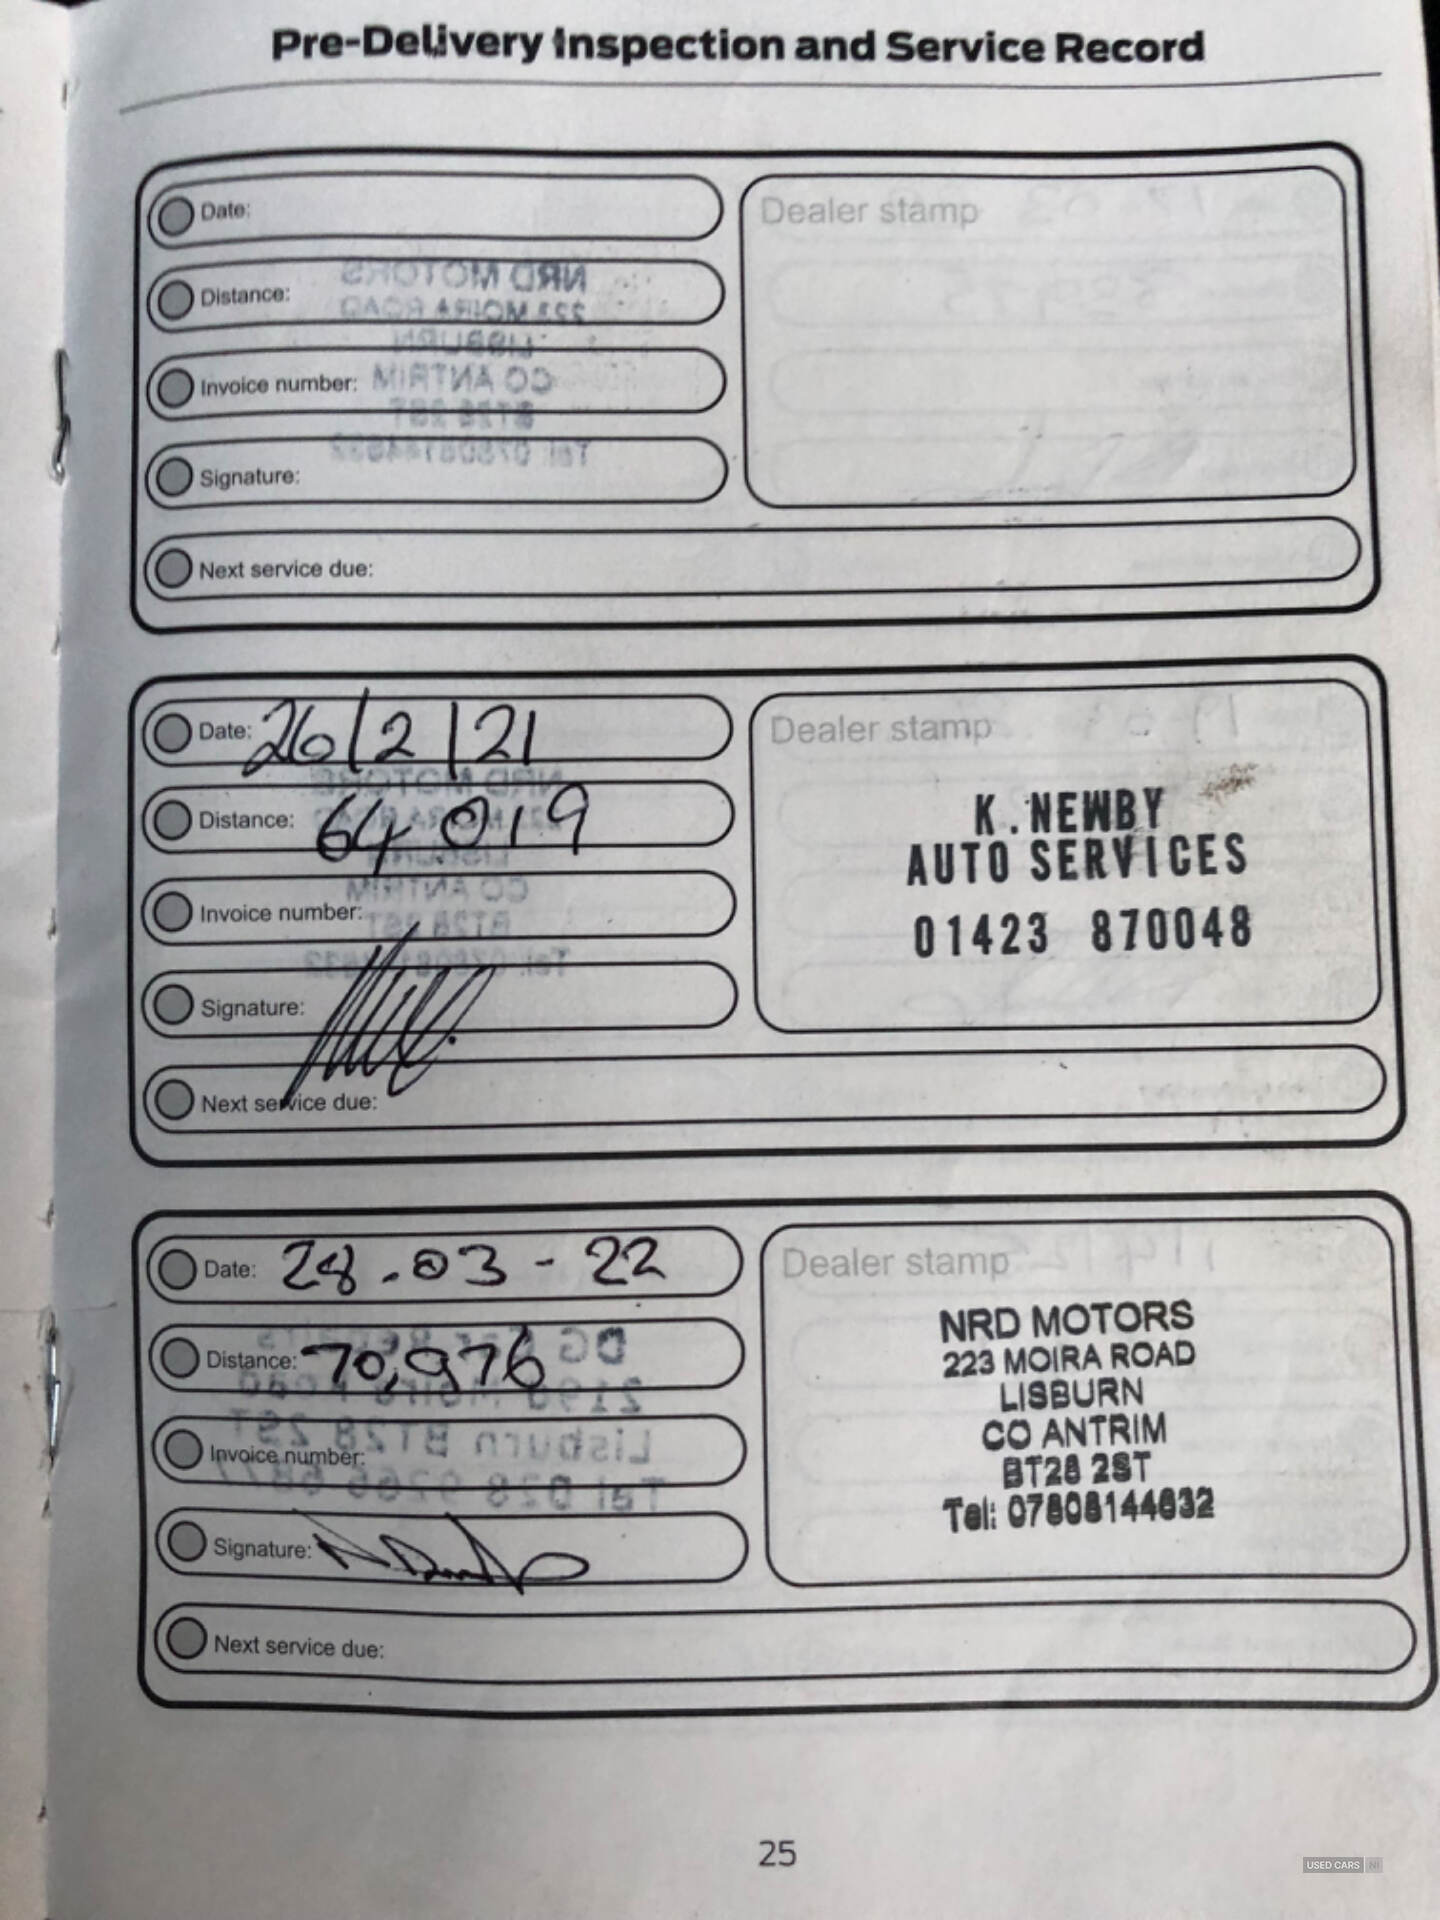 Pre-Delivery Inspection and Service Record
Date:
Distance:
Invoice number:
Signature:
Next service due:
Dealer stamp
Date: 26/2/21
Distance: 64019
Invoice number:
Signature:
Next service due:
Dealer stamp
K. NEWBY
AUTO SERVICES
01423 870048
Date: 28.03-22
Distance: 70,976
Invoice number:
Signature:
Next service due:
Dealer stamp
NRD MOTORS
223 MOIRA ROAD
LISBURN
CO ANTRIM
BT28 2ST
Tel: 07808144632
25
USED CARS NI